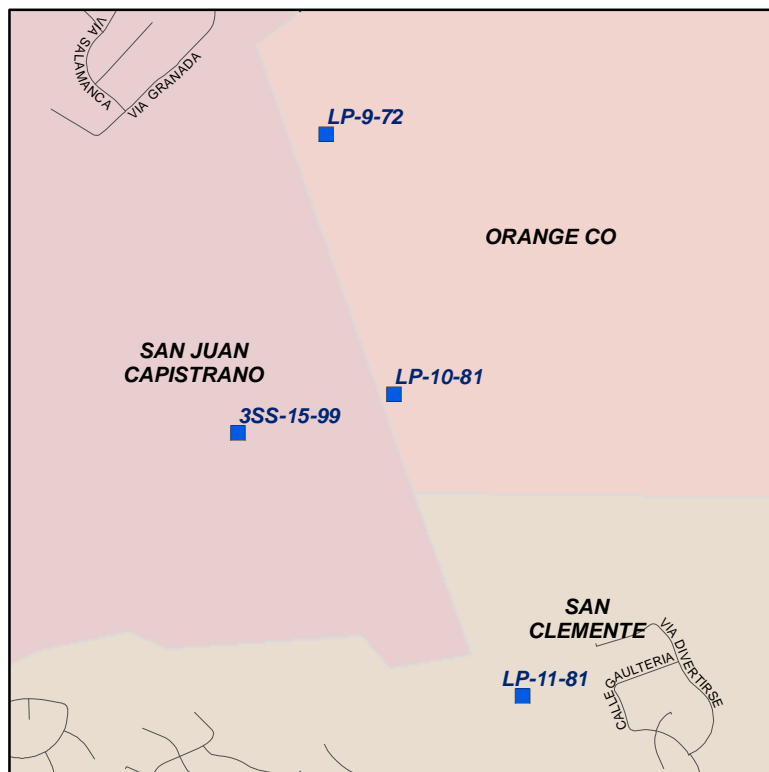 VIA SALAMANCA
VIA GRANADA
LP-9-72
ORANGE CO
SAN JUAN
CAPISTRANO
LP-10-81
3SS-15-99
SAN
CLEMENTE
VIA DIVERTIRSE
CALLE GAULTERIA
LP-11-81